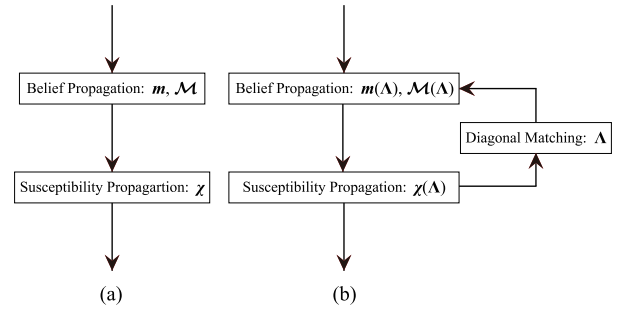 Belief Propagation: m, ℳ
Susceptibility Propagartion: χ
(a)
Belief Propagation: m(Λ), ℳ(Λ)
Diagonal Matching: Λ
Susceptibility Propagation: χ(Λ)
(b)